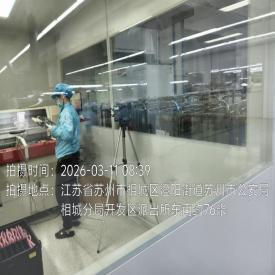 拍摄时间：2026-03-11 08:39
拍摄地点：江苏省苏州市相城区澄阳街道苏州市公安局
相城分局开发区派出所东南约76米